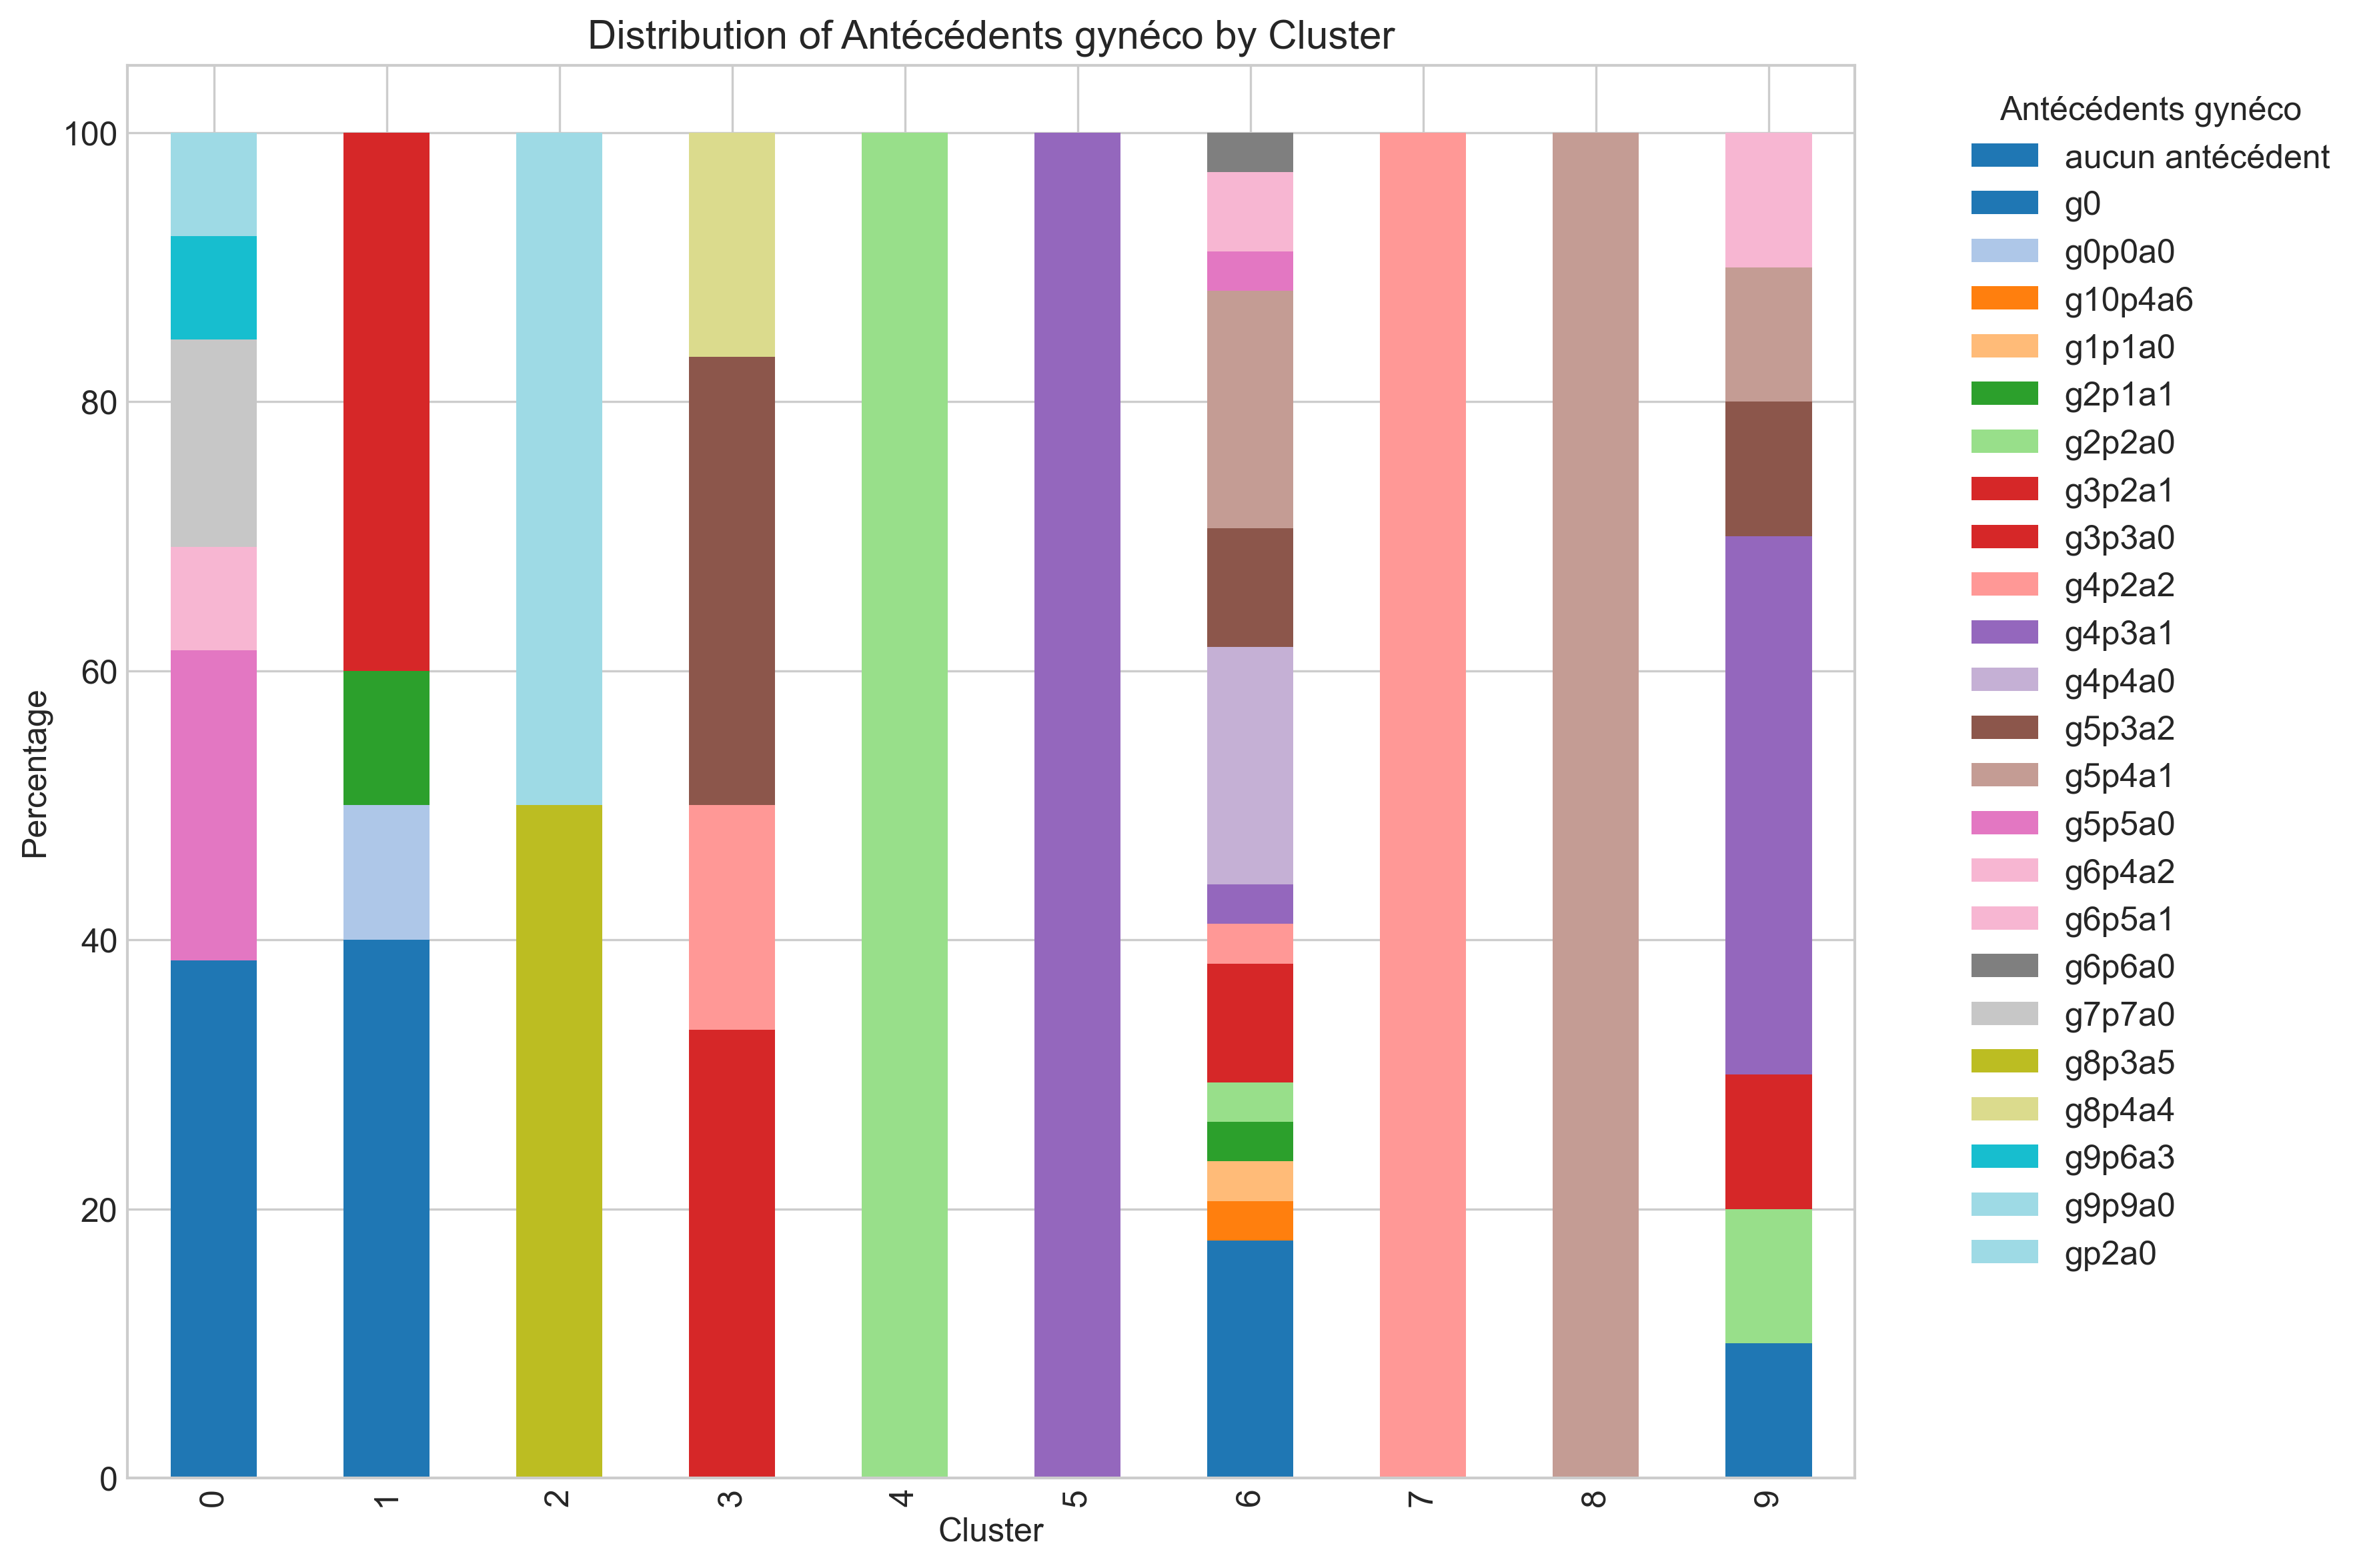 Distribution of Antécédents gynéco by Cluster
Percentage
100
80
60
40
20
0
0
1
2
3
4
5
6
7
8
9
Cluster
Antécédents gynéco
aucun antécédent
g0
g0p0a0
g10p4a6
g1p1a0
g2p1a1
g2p2a0
g3p2a1
g3p3a0
g4p2a2
g4p3a1
g4p4a0
g5p3a2
g5p4a1
g5p5a0
g6p4a2
g6p5a1
g6p6a0
g7p7a0
g8p3a5
g8p4a4
g9p6a3
g9p9a0
gp2a0